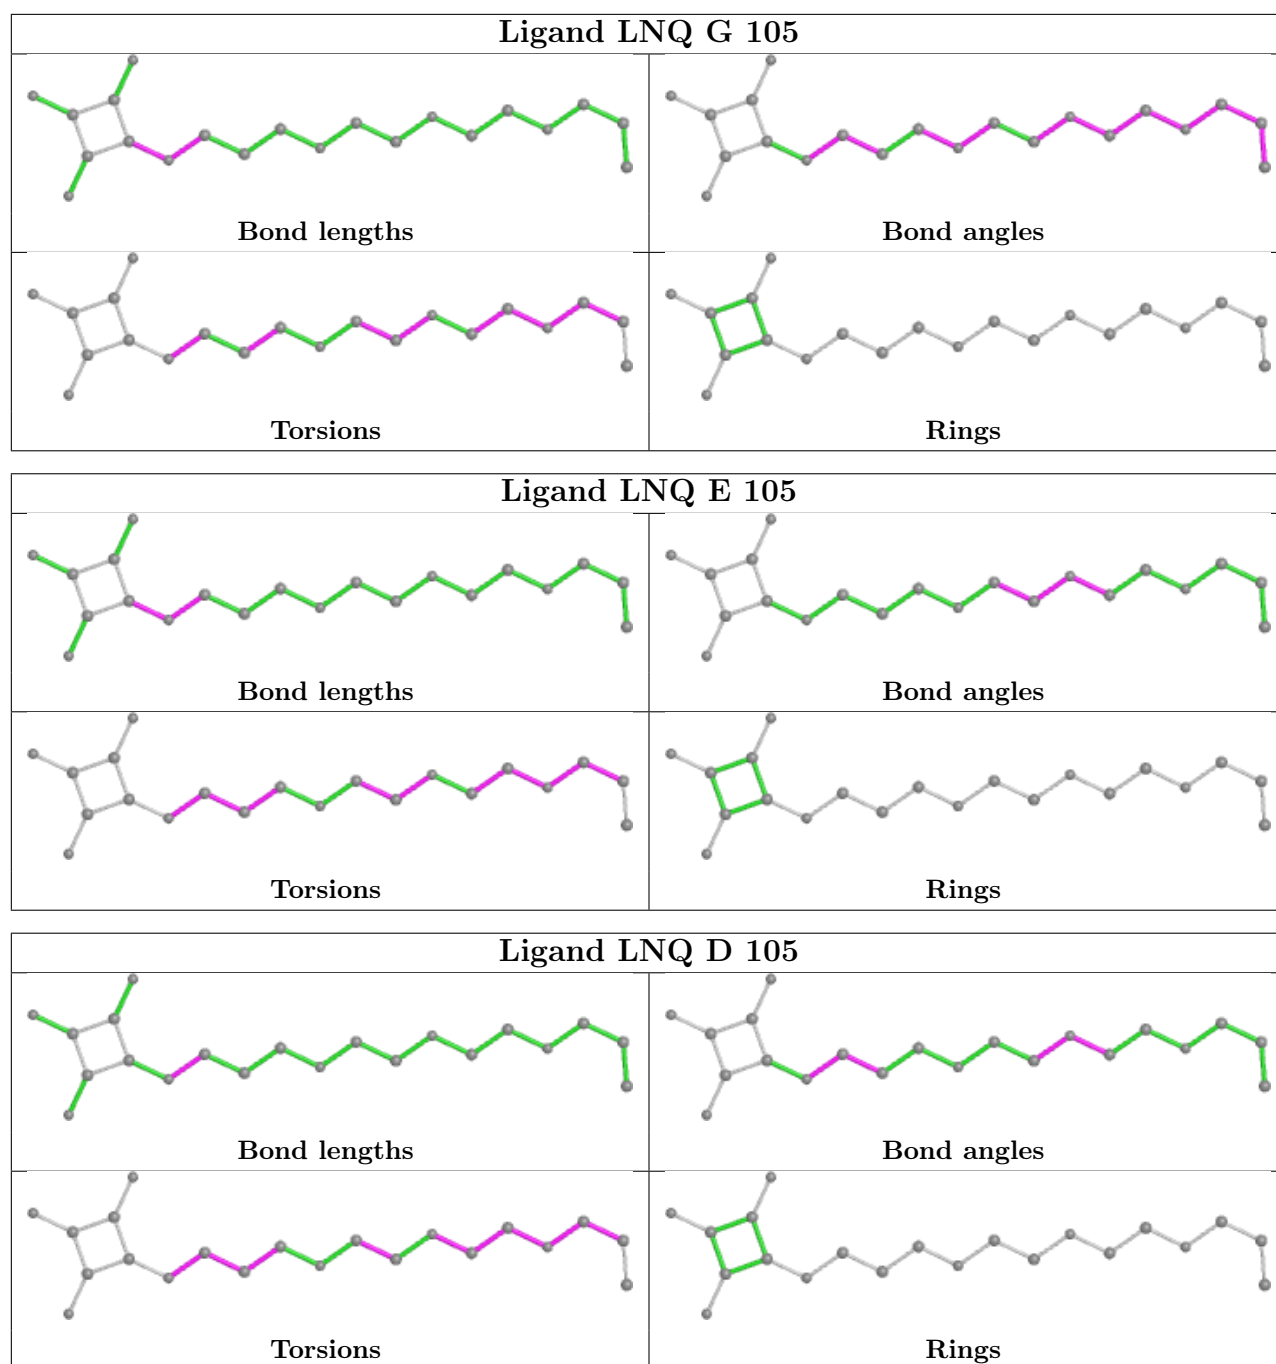 Ligand LNQ G 105
Bond lengths
Bond angles
Torsions
Rings
Ligand LNQ E 105
Bond lengths
Bond angles
Torsions
Rings
Ligand LNQ D 105
Bond lengths
Bond angles
Torsions
Rings